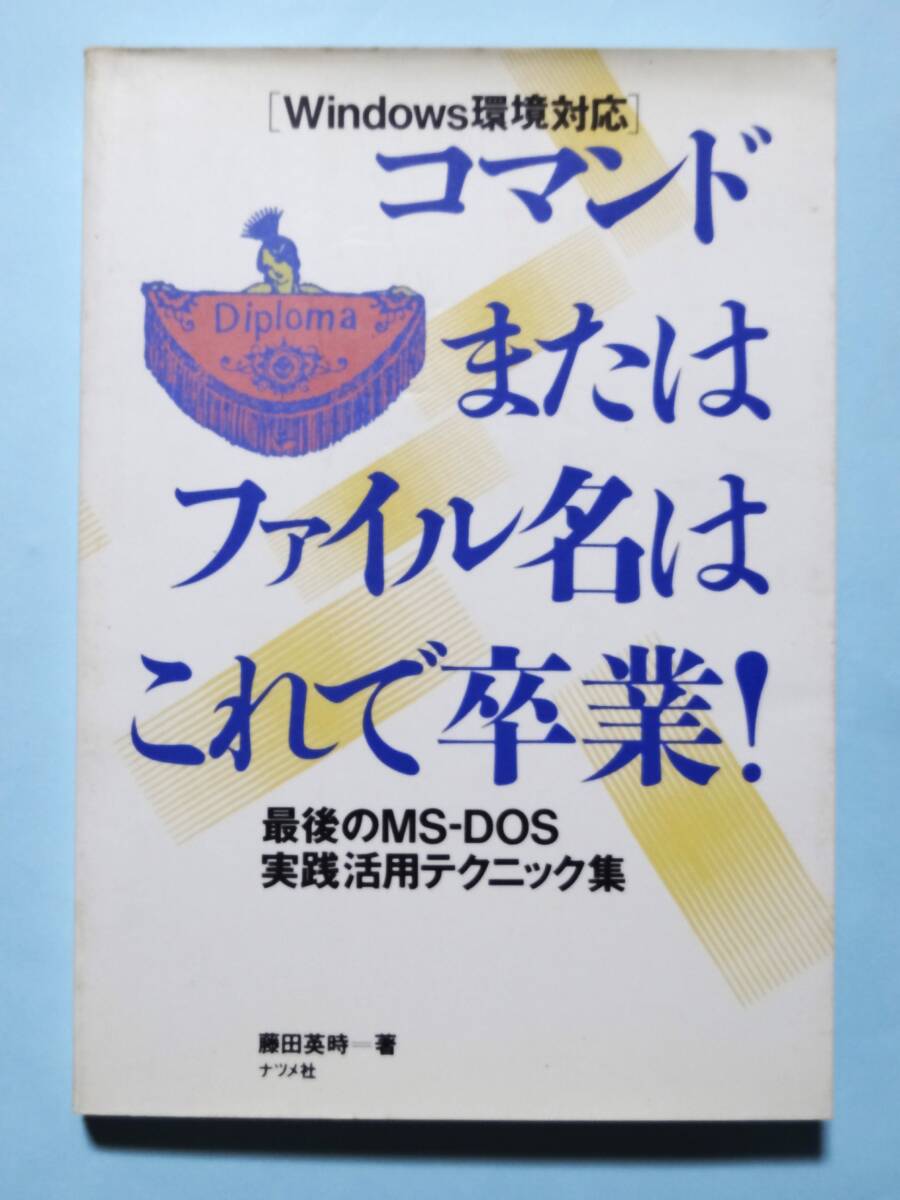 ［Windows環境対応］
コマンド
Diploma
または
ファイル名は
これで卒業！
最後のMS-DOS
実践活用テクニック集
藤田英時＝著
ナツメ社